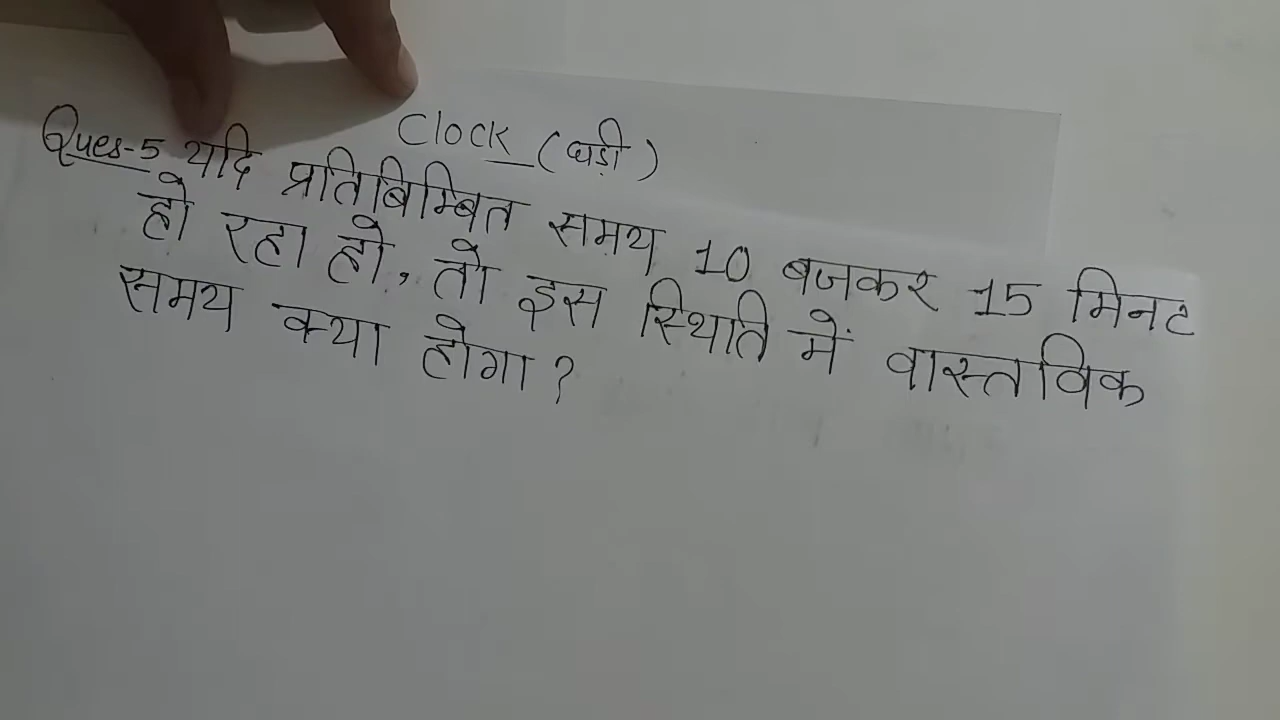 Clock (घड़ी)
Ques-5 यदि प्रतिबिम्बित समय 10 बजकर 15 मिनट
हो रहा हो, तो इस स्थिति में वास्तविक
समय क्या होगा ?